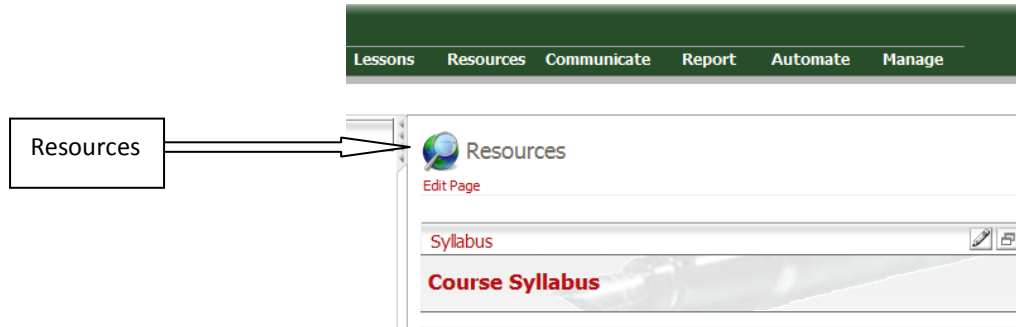 Lessons Resources Communicate Report Automate Manage
Resources
Resources
Edit Page
Syllabus
Course Syllabus